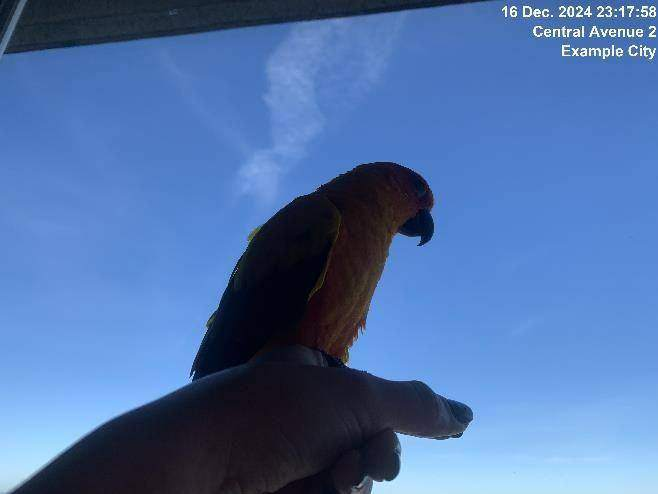 16 Dec. 2024 23:17:58
Central Avenue 2
Example City